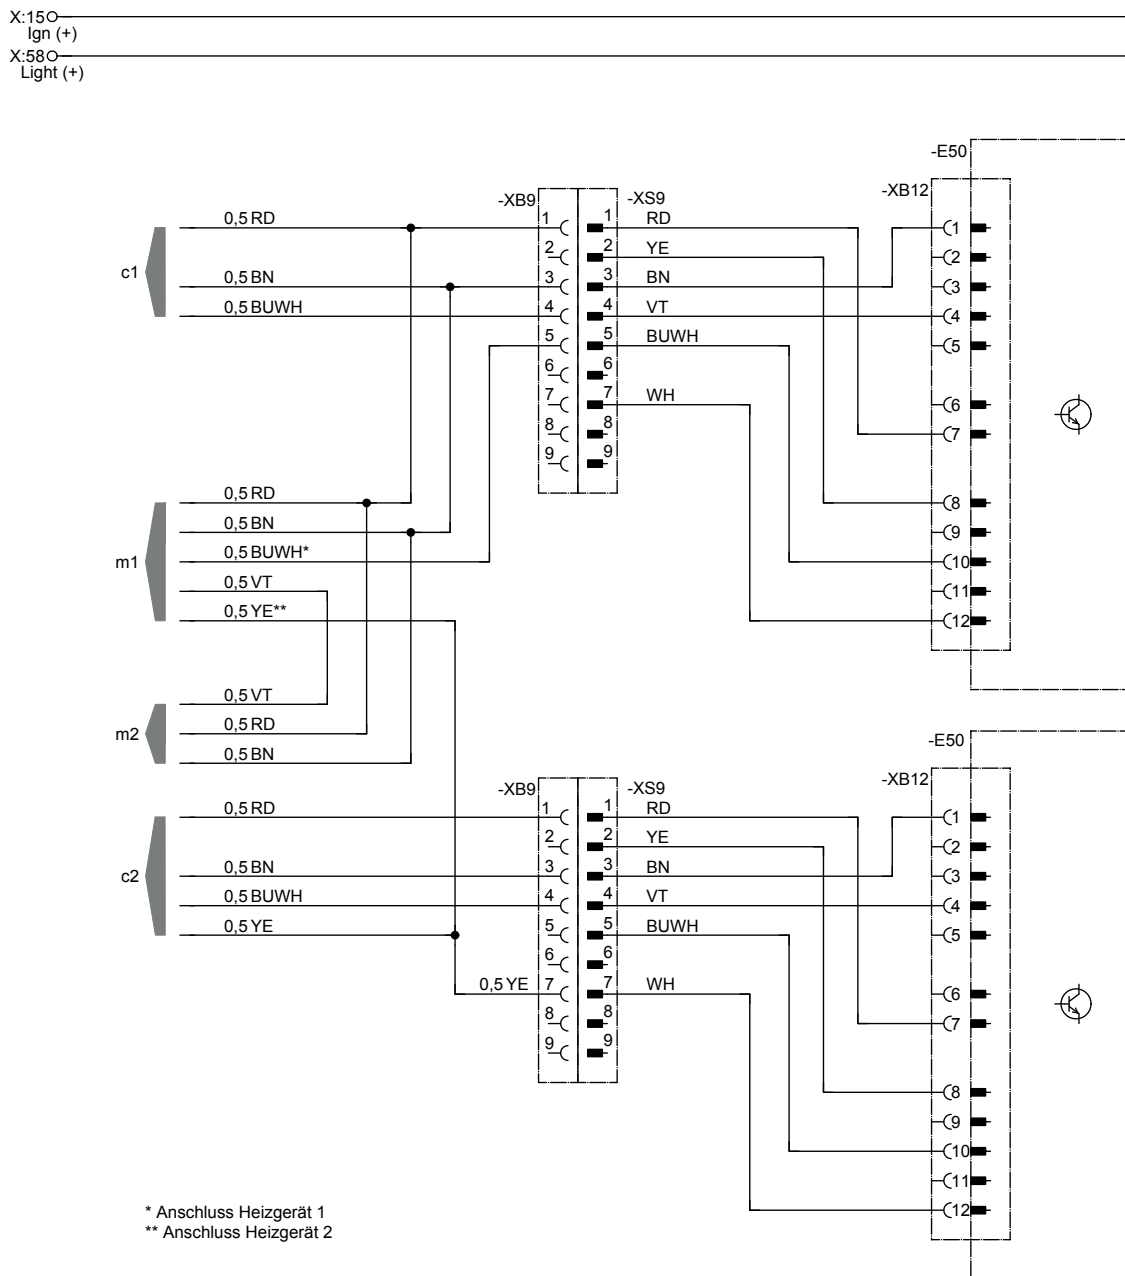 X:15
Ign (+)
X:58
Light (+)
-E50
-XB12
-XB9 -XS9
c1
0,5 RD
0,5 BN
0,5 BUWH
1
2
3
4
5
6
7
8
9
1 RD
2 YE
3 BN
4 VT
5 BUWH
6
7 WH
8
9
1
2
3
4
5
6
7
8
9
10
11
12
m1
0,5 RD
0,5 BN
0,5 BUWH*
0,5 VT
0,5 YE**
m2
0,5 VT
0,5 RD
0,5 BN
-E50
-XB12
-XB9 -XS9
c2
0,5 RD
0,5 BN
0,5 BUWH
0,5 YE
0,5 YE
1
2
3
4
5
6
7
8
9
1 RD
2 YE
3 BN
4 VT
5 BUWH
6
7 WH
8
9
1
2
3
4
5
6
7
8
9
10
11
12
* Anschluss Heizgerät 1
** Anschluss Heizgerät 2